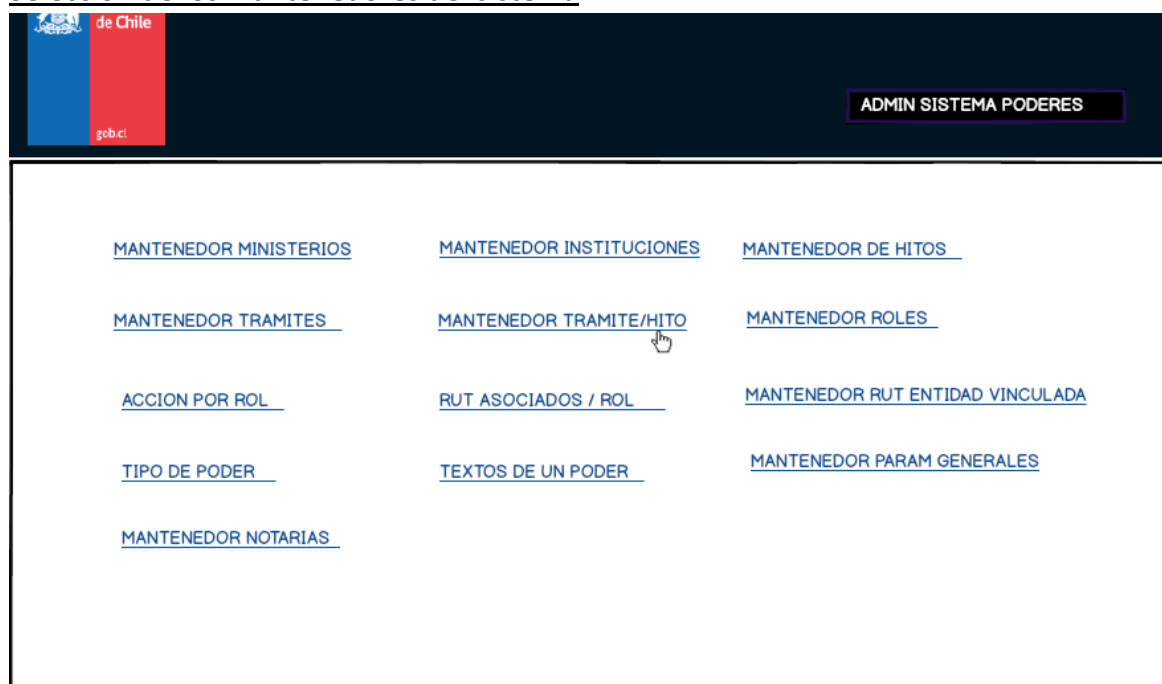 de Chile
gob.cl
ADMIN SISTEMA PODERES
MANTENEDOR MINISTERIOS
MANTENEDOR INSTITUCIONES
MANTENEDOR DE HITOS
MANTENEDOR TRAMITES
MANTENEDOR TRAMITE/HITO
MANTENEDOR ROLES
ACCION POR ROL
RUT ASOCIADOS / ROL
MANTENEDOR RUT ENTIDAD VINCULADA
TIPO DE PODER
TEXTOS DE UN PODER
MANTENEDOR PARAM GENERALES
MANTENEDOR NOTARIAS